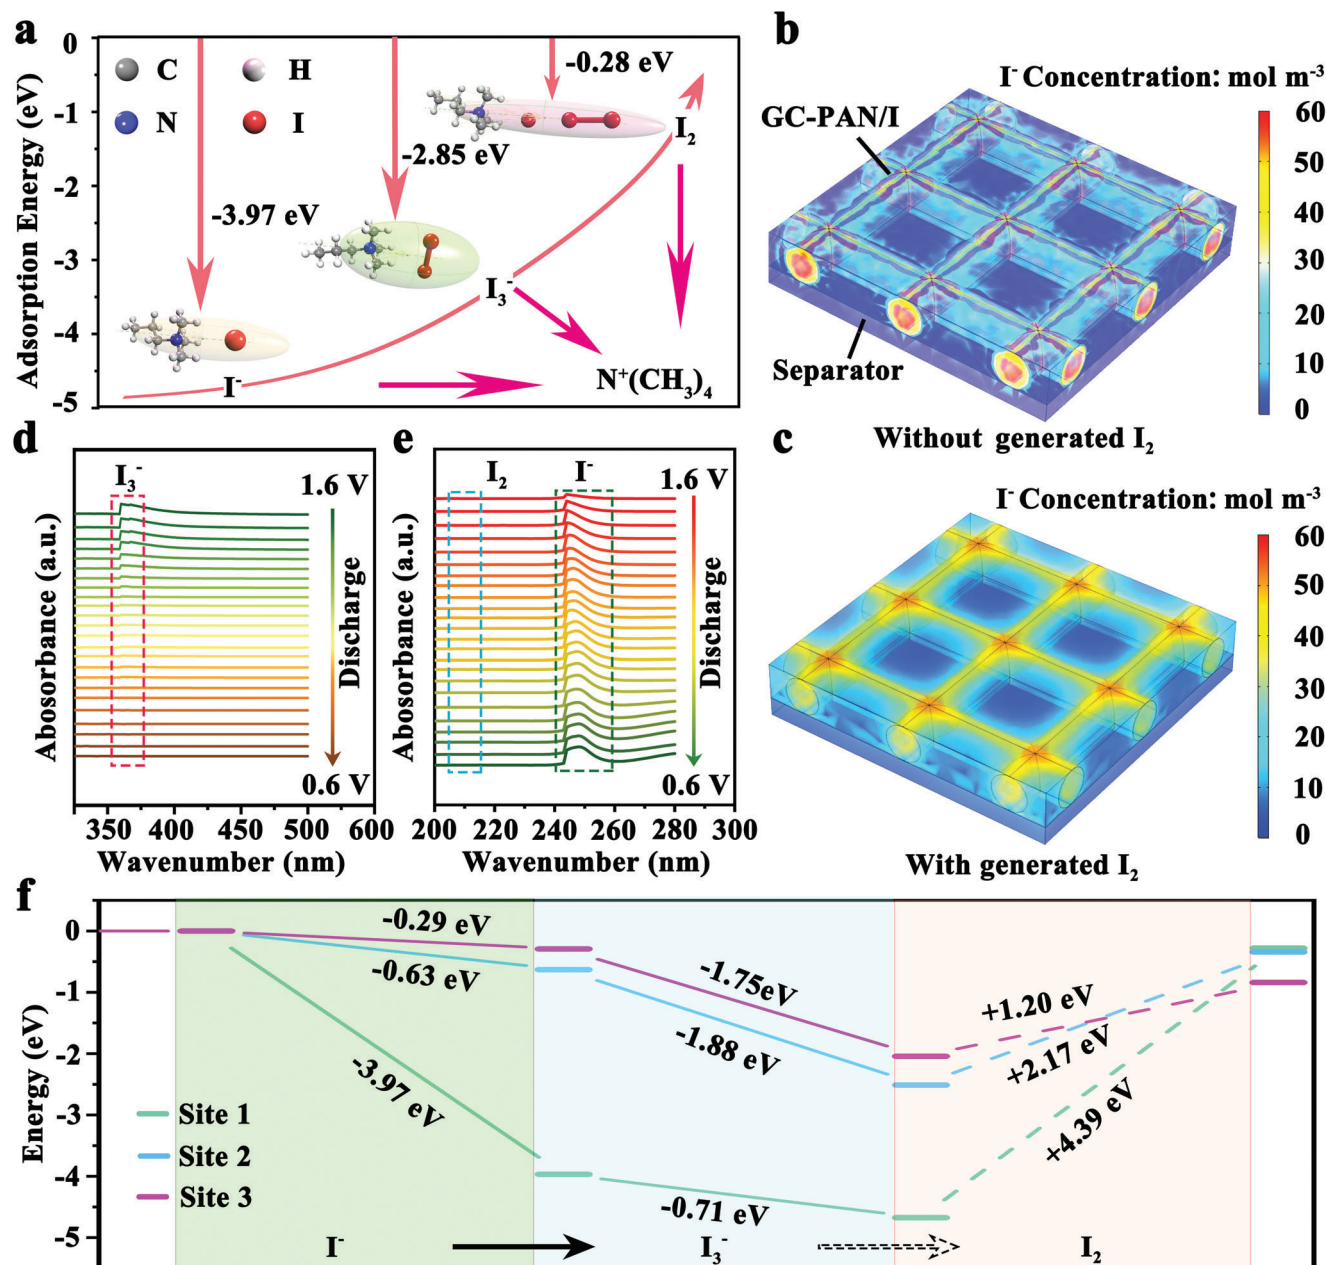 a
Adsorption Energy (eV)
0
-1
-2
-3
-4
-5
C
H
N
I
-0.28 eV
-2.85 eV
-3.97 eV
I2
I3-
I-
N+(CH3)4
b
I- Concentration: mol m-3
GC-PAN/I
Separator
60
50
40
30
20
10
0
Without generated I2
c
I- Concentration: mol m-3
60
50
40
30
20
10
0
With generated I2
d
I3-
1.6 V
Discharge
0.6 V
Abosorbance (a.u.)
350 400 450 500 600
Wavenumber (nm)
e
I2
I-
1.6 V
Discharge
0.6 V
Abosorbance (a.u.)
200 220 240 260 280 300
Wavenumber (nm)
f
Energy (eV)
0
-1
-2
-3
-4
-5
-0.29 eV
-0.63 eV
-3.97 eV
-1.75eV
-1.88 eV
-0.71 eV
+1.20 eV
+2.17 eV
+4.39 eV
Site 1
Site 2
Site 3
I-
I3-
I2